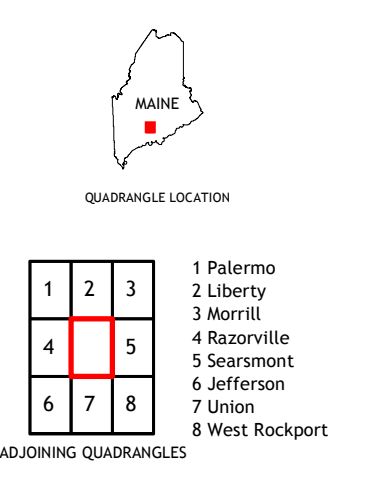 MAINE
QUADRANGLE LOCATION
1 2 3
4 5
6 7 8
ADJOINING QUADRANGLES
1 Palermo
2 Liberty
3 Morrill
4 Razorville
5 Searsmont
6 Jefferson
7 Union
8 West Rockport